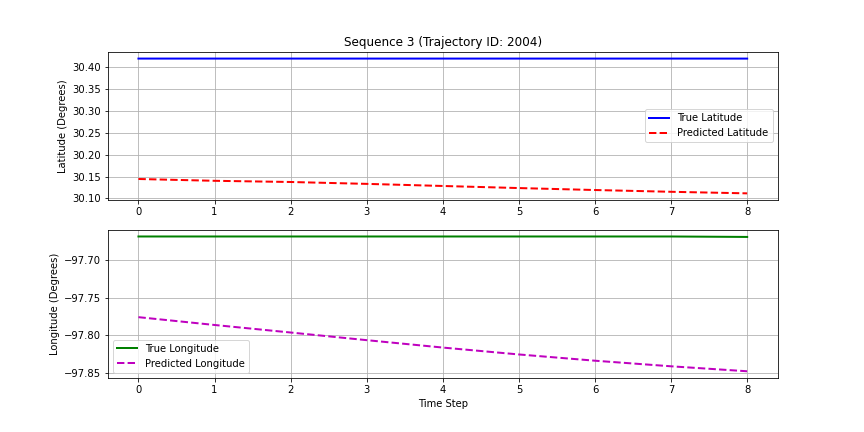 Sequence 3 (Trajectory ID: 2004)
Latitude (Degrees)
30.40
30.35
30.30
30.25
30.20
30.15
30.10
True Latitude
Predicted Latitude
0 1 2 3 4 5 6 7 8
Longitude (Degrees)
−97.70
−97.75
−97.80
−97.85
True Longitude
Predicted Longitude
0 1 2 3 4 5 6 7 8
Time Step